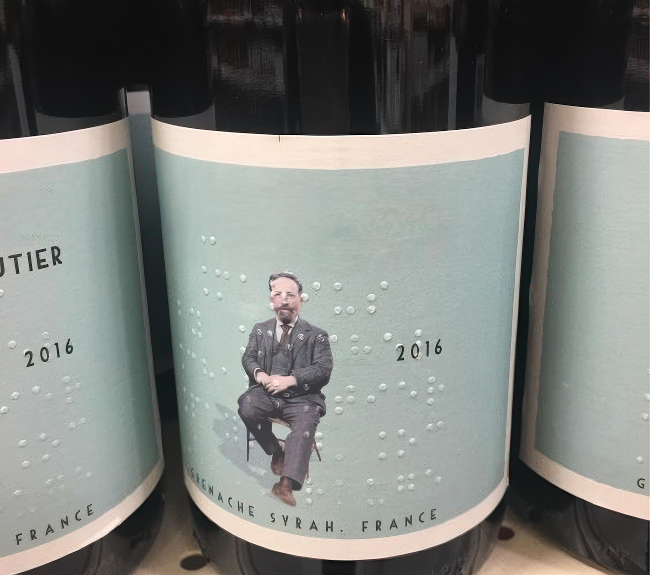 UTIER
2016
FRANCE
2016
GRENACHE SYRAH. FRANCE
G